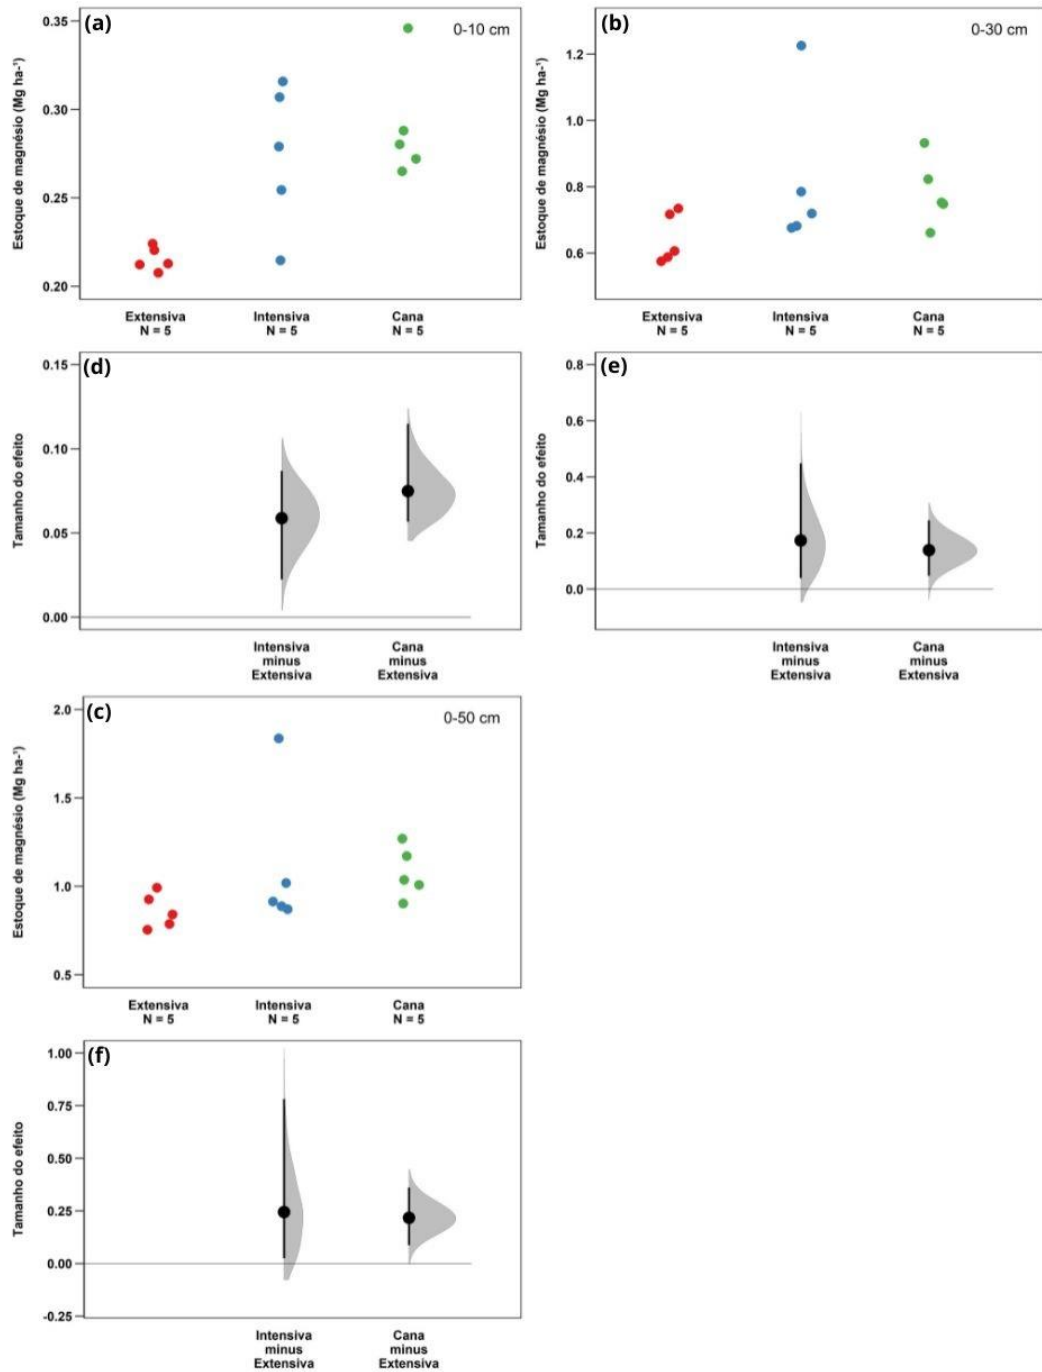 (a)
0-10 cm
Estoque de magnésio (Mg ha-¹)
0.35
0.30
0.25
0.20
Extensiva
N = 5
Intensiva
N = 5
Cana
N = 5
(b)
0-30 cm
Estoque de magnésio (Mg ha-¹)
1.2
1.0
0.8
0.6
Extensiva
N = 5
Intensiva
N = 5
Cana
N = 5
(d)
Tamanho do efeito
0.15
0.10
0.05
0.00
Intensiva
minus
Extensiva
Cana
minus
Extensiva
(e)
Tamanho do efeito
0.8
0.6
0.4
0.2
0.0
Intensiva
minus
Extensiva
Cana
minus
Extensiva
(c)
0-50 cm
Estoque de magnésio (Mg ha-¹)
2.0
1.5
1.0
0.5
Extensiva
N = 5
Intensiva
N = 5
Cana
N = 5
(f)
Tamanho do efeito
1.00
0.75
0.50
0.25
0.00
-0.25
Intensiva
minus
Extensiva
Cana
minus
Extensiva